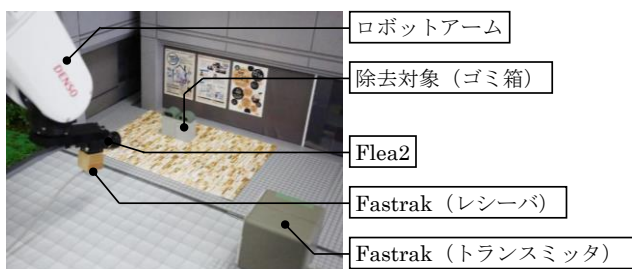 ロボットアーム
DENSO
除去対象（ゴミ箱）
Flea2
Fastrak（レシーバ）
Fastrak（トランスミッタ）